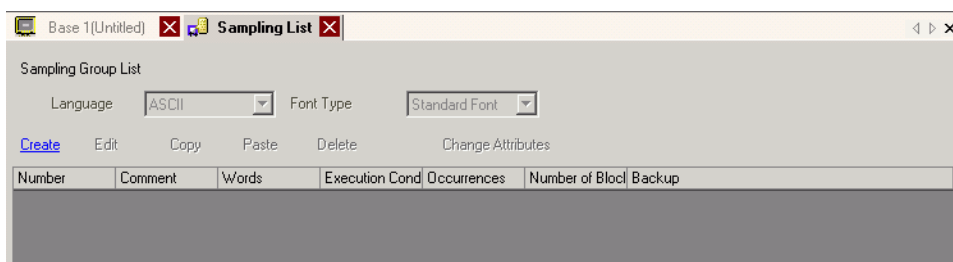 Base 1(Untitled) Sampling List
Sampling Group List
Language ASCII Font Type Standard Font
Create Edit Copy Paste Delete Change Attributes
Number Comment Words Execution Cond Occurrences Number of Blocl Backup